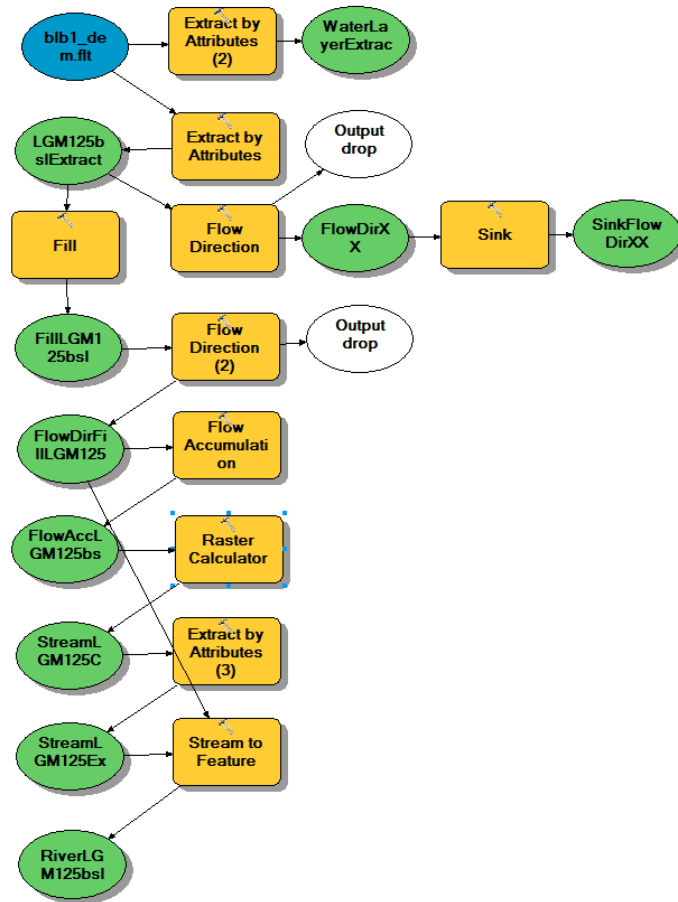 blb1_de
m.flt
Extract by
Attributes
(2)
WaterLa
yerExtrac
LGM125b
slExtract
Extract by
Attributes
Output
drop
Fill
Flow
Direction
FlowDirX
X
Sink
SinkFlow
DirXX
FillLGM1
25bsl
Flow
Direction
(2)
Output
drop
FlowDirFi
llLGM125
Flow
Accumulati
on
FlowAccL
GM125bs
Raster
Calculator
StreamL
GM125C
Extract by
Attributes
(3)
StreamL
GM125Ex
Stream to
Feature
RiverLG
M125bsl